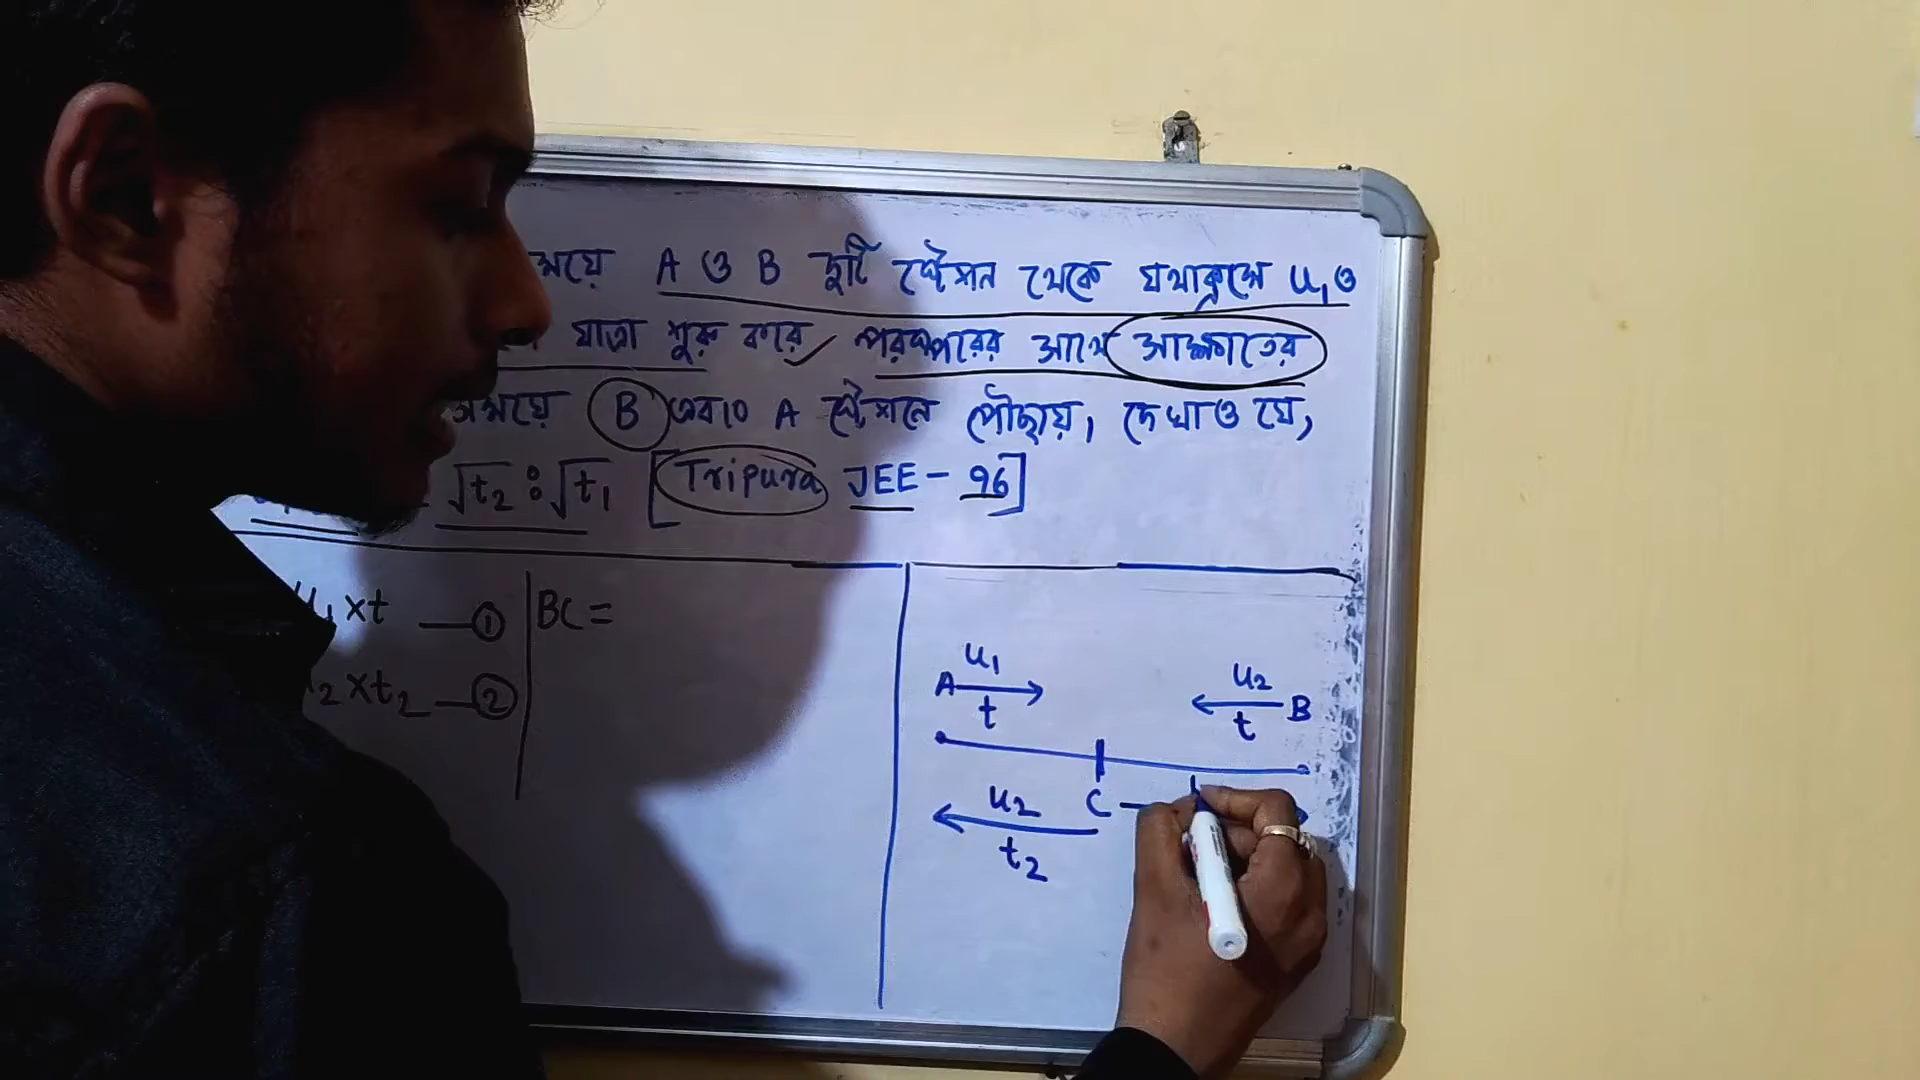 ময়ে A ও B দুটি স্টেশন থেকে যথাক্রমে u₁ ও
যাত্রা শুরু করে পরস্পরের সাথে সাক্ষাতের
সময়ে B এবং A স্টেশনে পৌঁছায়, দেখাও যে,
√t₂ : √t₁ [Tripura JEE - 96]
u₁×t —①
₂×t₂ —②
BC =
u₁
A → t
u₂
← B
t
C
u₂
t₂